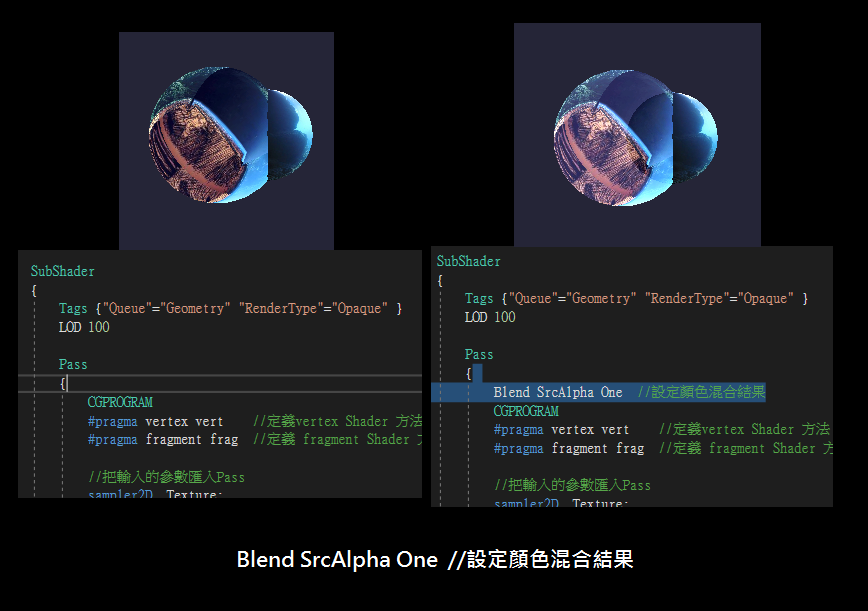 SubShader
{
Tags {"Queue"="Geometry" "RenderType"="Opaque" }
LOD 100
Pass
{
CGPROGRAM
#pragma vertex vert //定義vertex Shader 方法
#pragma fragment frag //定義 fragment Shader
//把輸入的參數匯入Pass
sampler2D _Texture;
SubShader
{
Tags {"Queue"="Geometry" "RenderType"="Opaque" }
LOD 100
Pass
{
Blend SrcAlpha One //設定顏色混合結果
CGPROGRAM
#pragma vertex vert //定義vertex Shader 方法
#pragma fragment frag //定義 fragment Shader 方
//把輸入的參數匯入Pass
sampler2D _Texture;
Blend SrcAlpha One //設定顏色混合結果